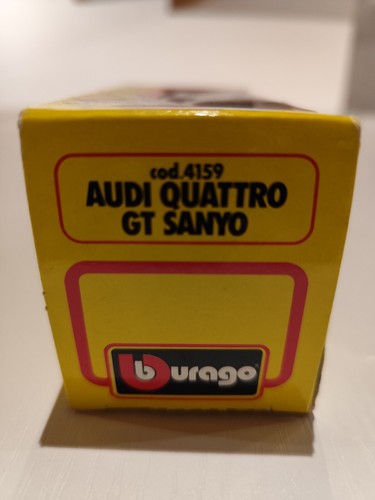 cod.4159
AUDI QUATTRO
GT SANYO
burago